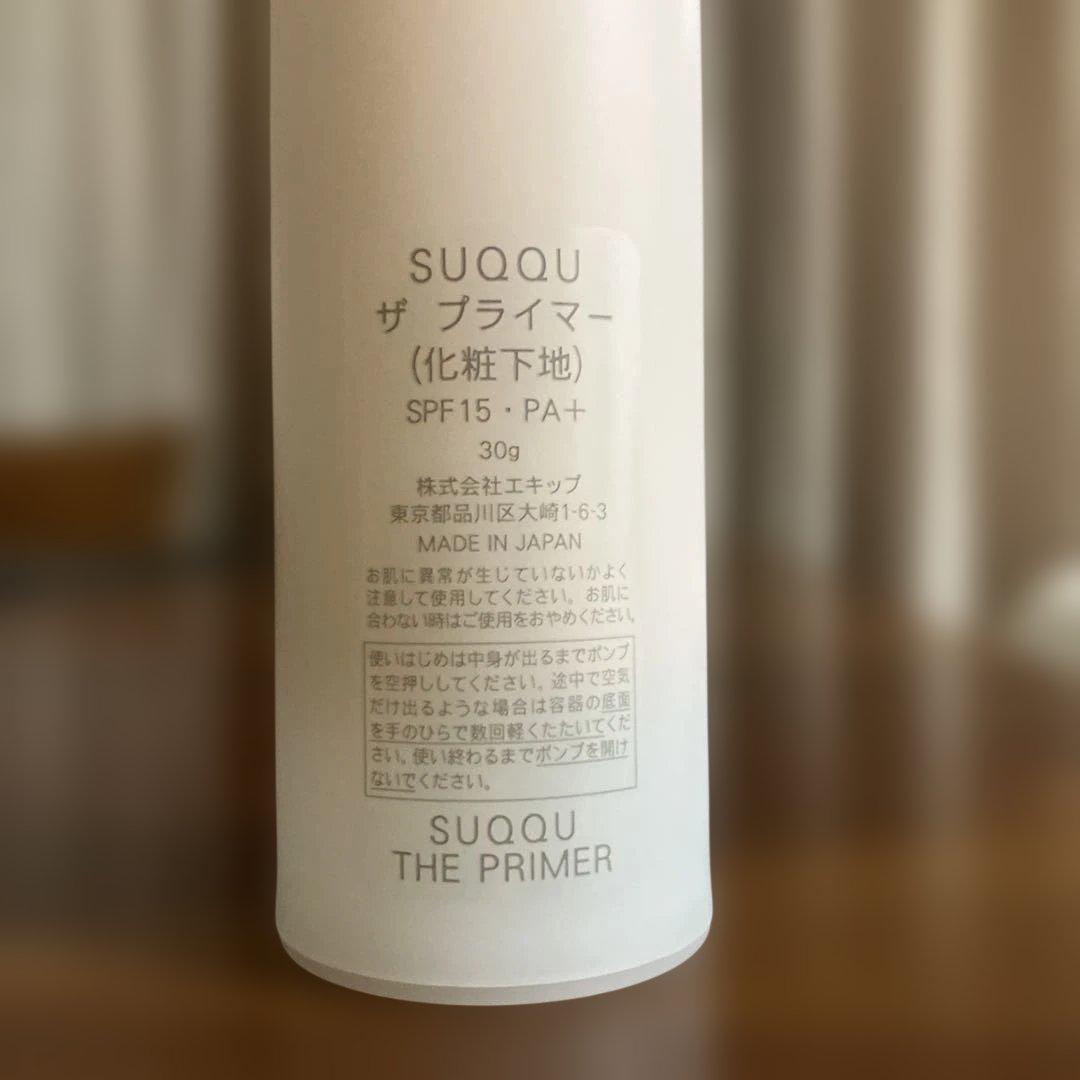 SUQQU
ザ プライマー
(化粧下地)
SPF15・PA＋
30g
株式会社エキップ
東京都品川区大崎1-6-3
MADE IN JAPAN
お肌に異常が生じていないかよく
注意して使用してください。お肌に
合わない時はご使用をおやめください。
使いはじめは中身が出るまでポンプ
を空押ししてください。途中で空気
だけ出るような場合は容器の底面
を手のひらで数回軽くたたいてくだ
さい。使い終わるまでポンプを開け
ないでください。
SUQQU
THE PRIMER